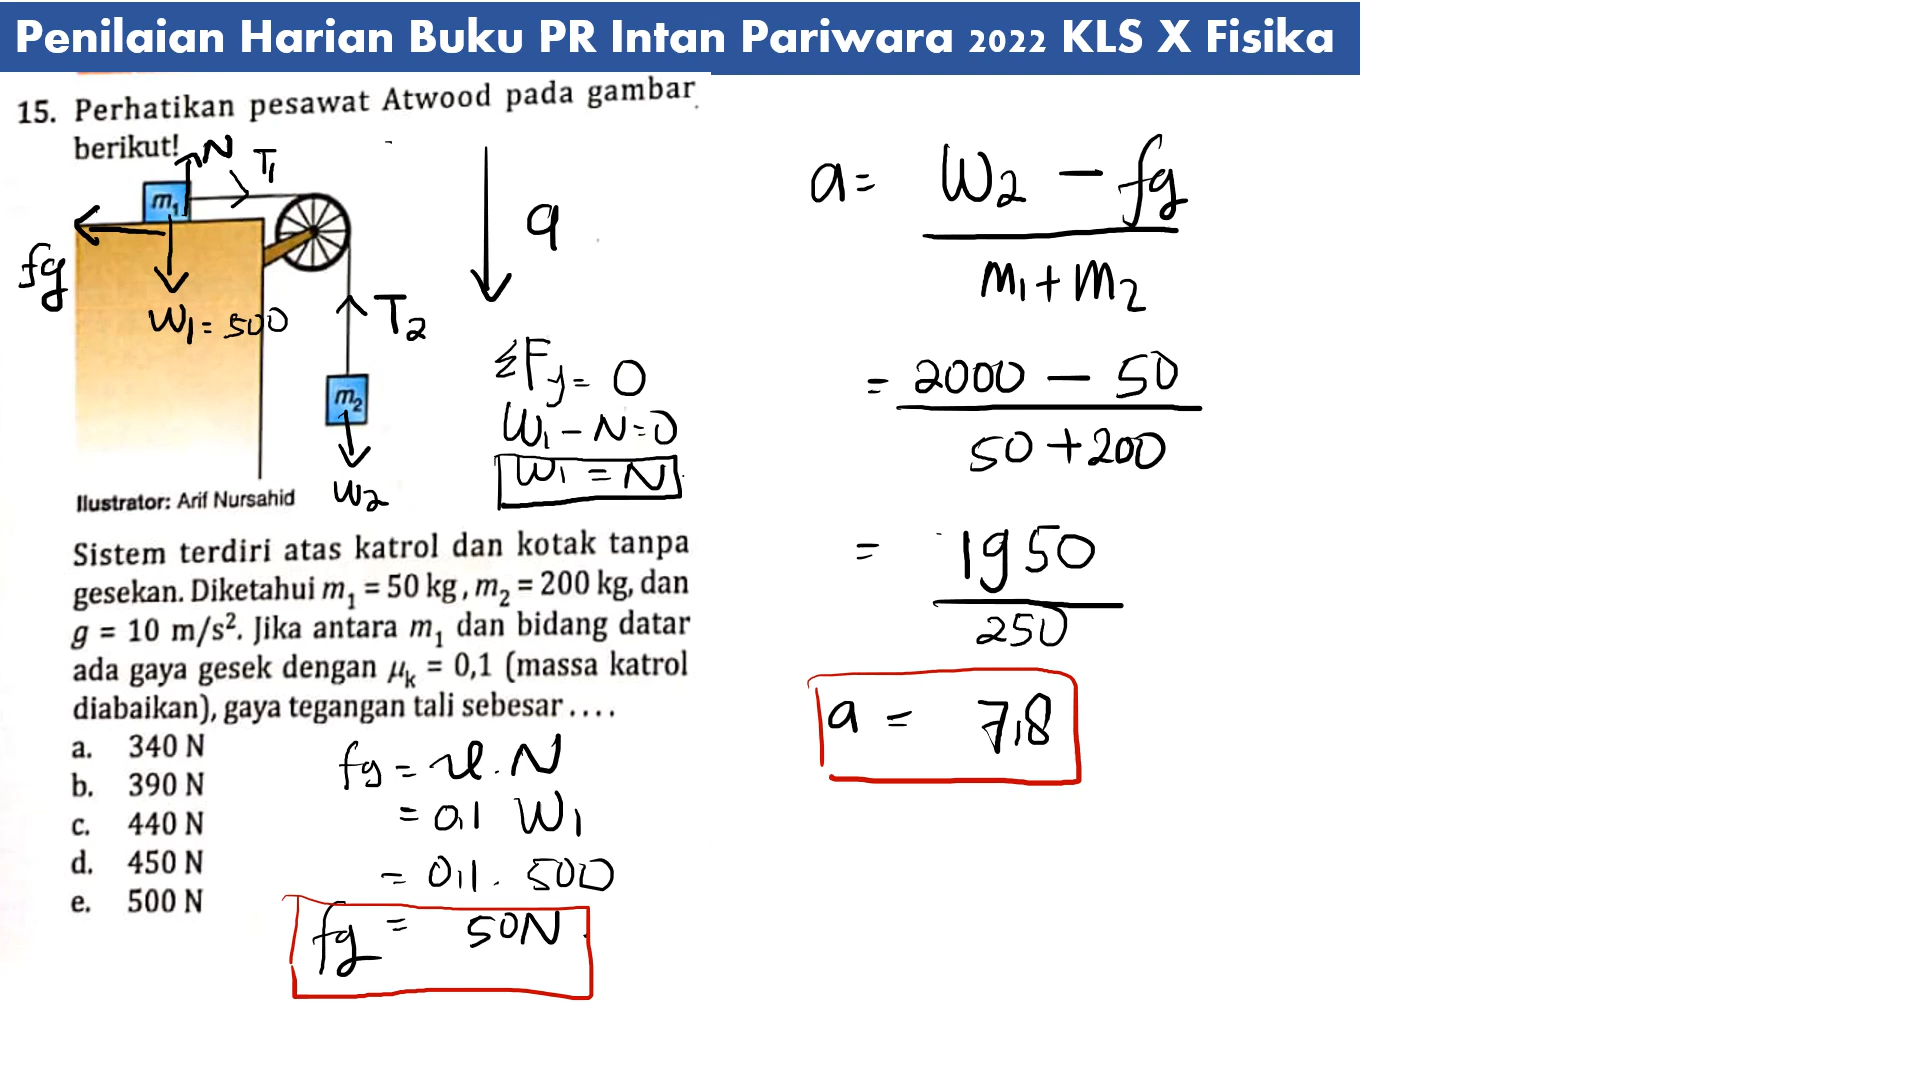 Penilaian Harian Buku PR Intan Pariwara 2022 KLS X Fisika
15. Perhatikan pesawat Atwood pada gambar
berikut!
N T1
m1
fg
W1 = 500
T2
m2
W2
Ilustrator: Arif Nursahid
a
ΣFy = 0
W1 - N = 0
W1 = N
Sistem terdiri atas katrol dan kotak tanpa
gesekan. Diketahui m1 = 50 kg, m2 = 200 kg, dan
g = 10 m/s². Jika antara m1 dan bidang datar
ada gaya gesek dengan μk = 0,1 (massa katrol
diabaikan), gaya tegangan tali sebesar . . . .
a. 340 N
b. 390 N
c. 440 N
d. 450 N
e. 500 N
fg = μ . N
= 0,1 W1
= 0,1 . 500
fg = 50N
a = W2 - fg
m1 + m2
= 2000 - 50
50 + 200
= 1950
250
a = 7,8